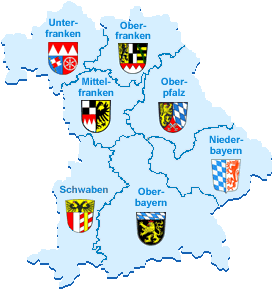 Unter-
franken
Ober-
franken
Mittel-
franken
Ober-
pfalz
Nieder-
bayern
Schwaben
Ober-
bayern